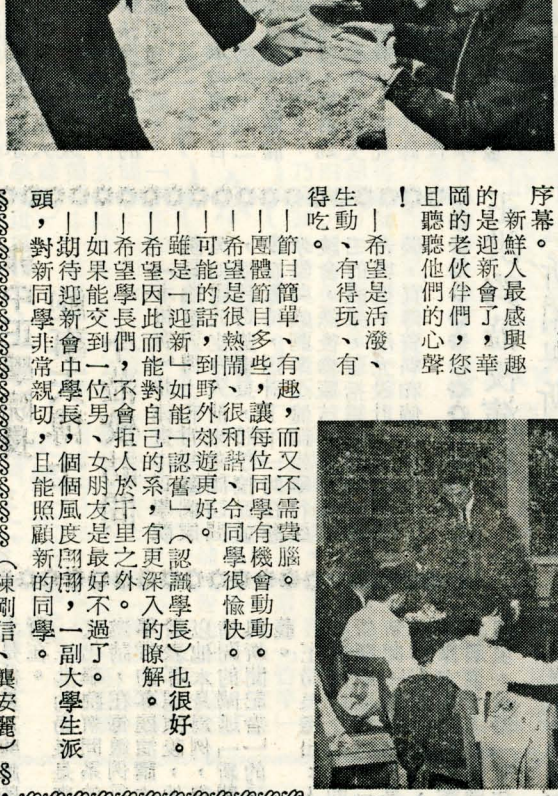 序幕。
新鮮人最感興趣
的是迎新會了，華
岡的老伙伴們，您
且聽聽他們的心聲
！
—希望是活潑、
生動、有得玩、有
得吃。
—節目簡單、有趣，而又不需費腦。
—團體節目多些，讓每位同學有機會動動。
—希望是很熱鬧、很和諧、令同學很愉快。
—可能的話，到野外郊遊更好。
—雖是「迎新」如能「認舊」（認識學長）也很好。
—希望因此而能對自己的系，有更深入的瞭解。
—希望學長們，不會拒人於千里之外。
—如果能交到一位男、女朋友是最好不過了。
—期待迎新會中學長，個個風度翩翩，一副大學生派
頭，對新同學非常親切，且能照顧新的同學。
（陳剛信、龔安麗）